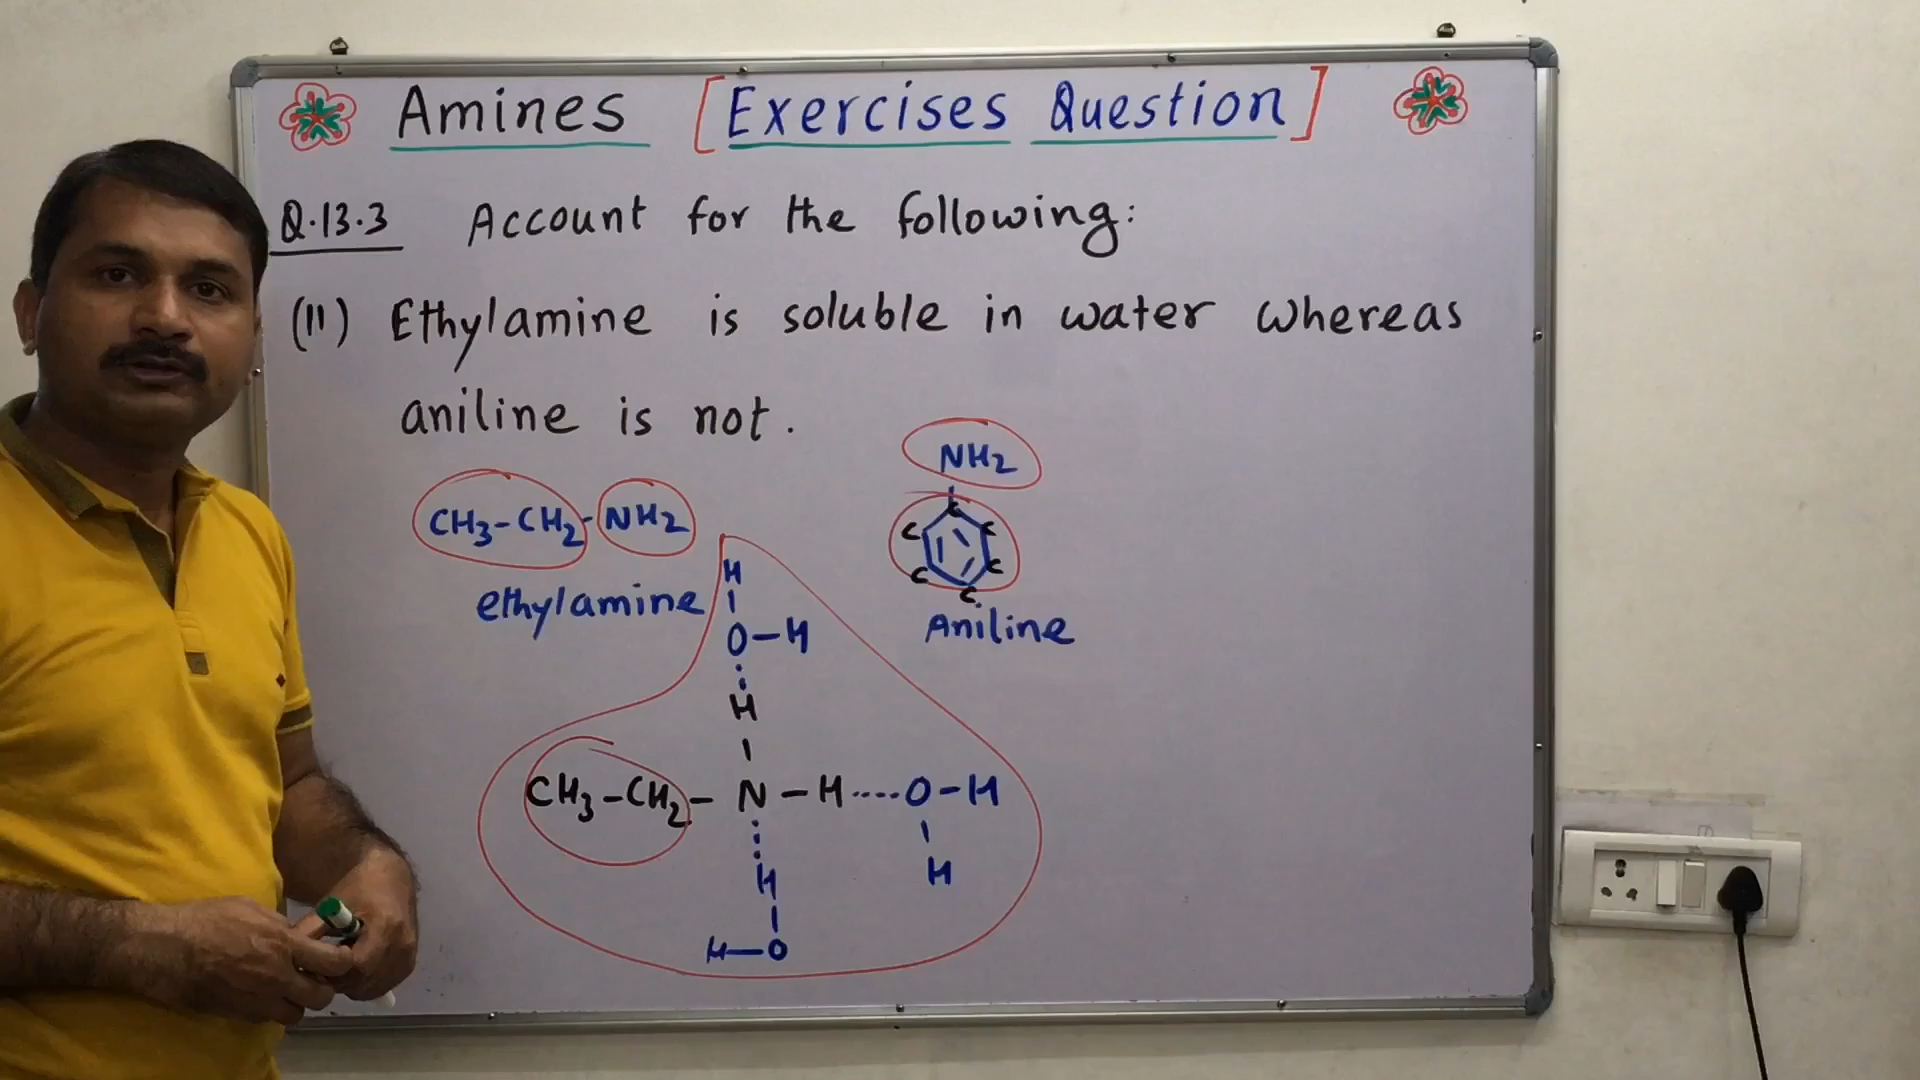 Amines [Exercises Question]
Q.13.3 Account for the following:
(11) Ethylamine is soluble in water whereas
aniline is not.
NH2
CH3-CH2-NH2
C
C C
C C
C
ethylamine
Aniline
H
O-H
H
CH3-CH2-N-H....O-H
H H
H-O